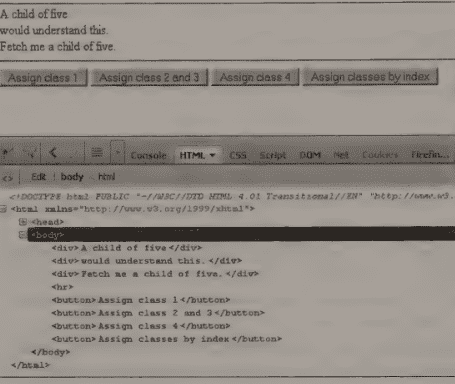 A child of five
would understand this.
Fetch me a child of five.
Assign class 1 Assign class 2 and 3 Assign class 4 Assign classes by index
Console HTML CSS Script DOM Net Cookies Firefin...
Edit body html
<!DOCTYPE html PUBLIC "-//W3C//DTD HTML 4.01 Transitional//EN" "http://www.w3.
<html xmlns="http://www.w3.org/1999/xhtml">
<head>
<body>
<div>A child of five</div>
<div>would understand this.</div>
<div>Fetch me a child of five.</div>
<hr>
<button>Assign class 1</button>
<button>Assign class 2 and 3</button>
<button>Assign class 4</button>
<button>Assign classes by index</button>
</body>
</html>